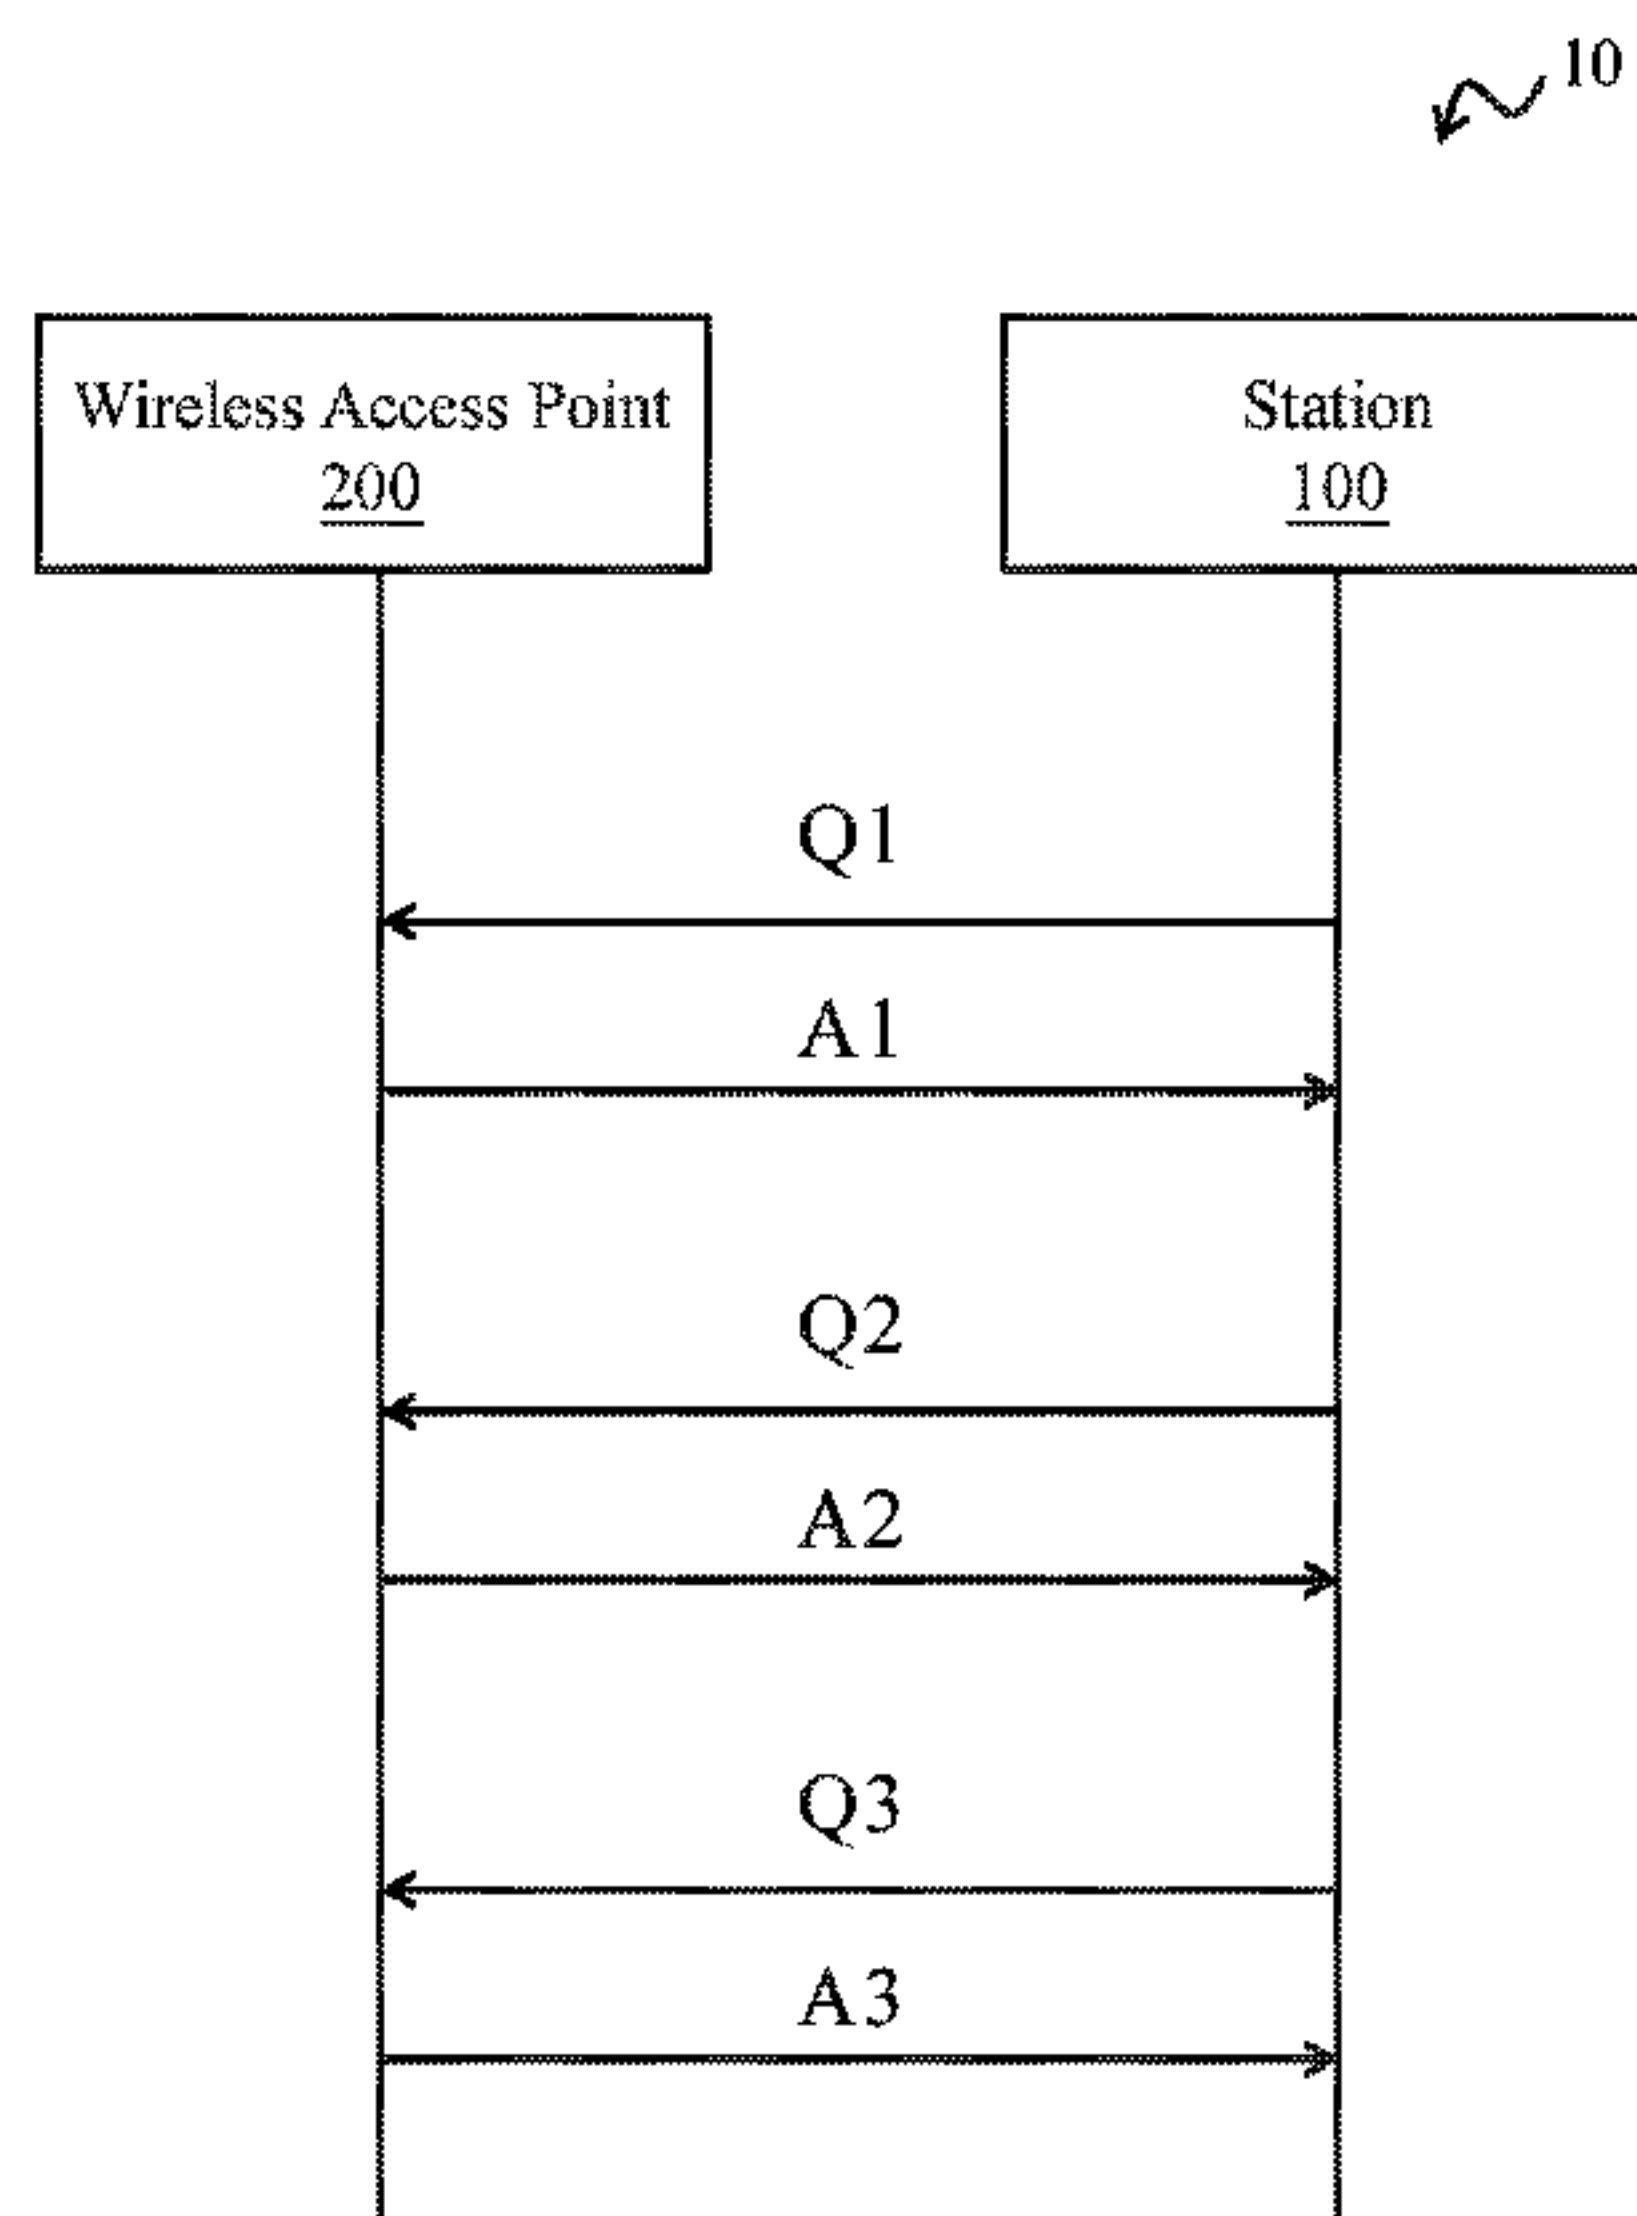 10
Wireless Access Point
200
Station
100
Q1
A1
Q2
A2
Q3
A3